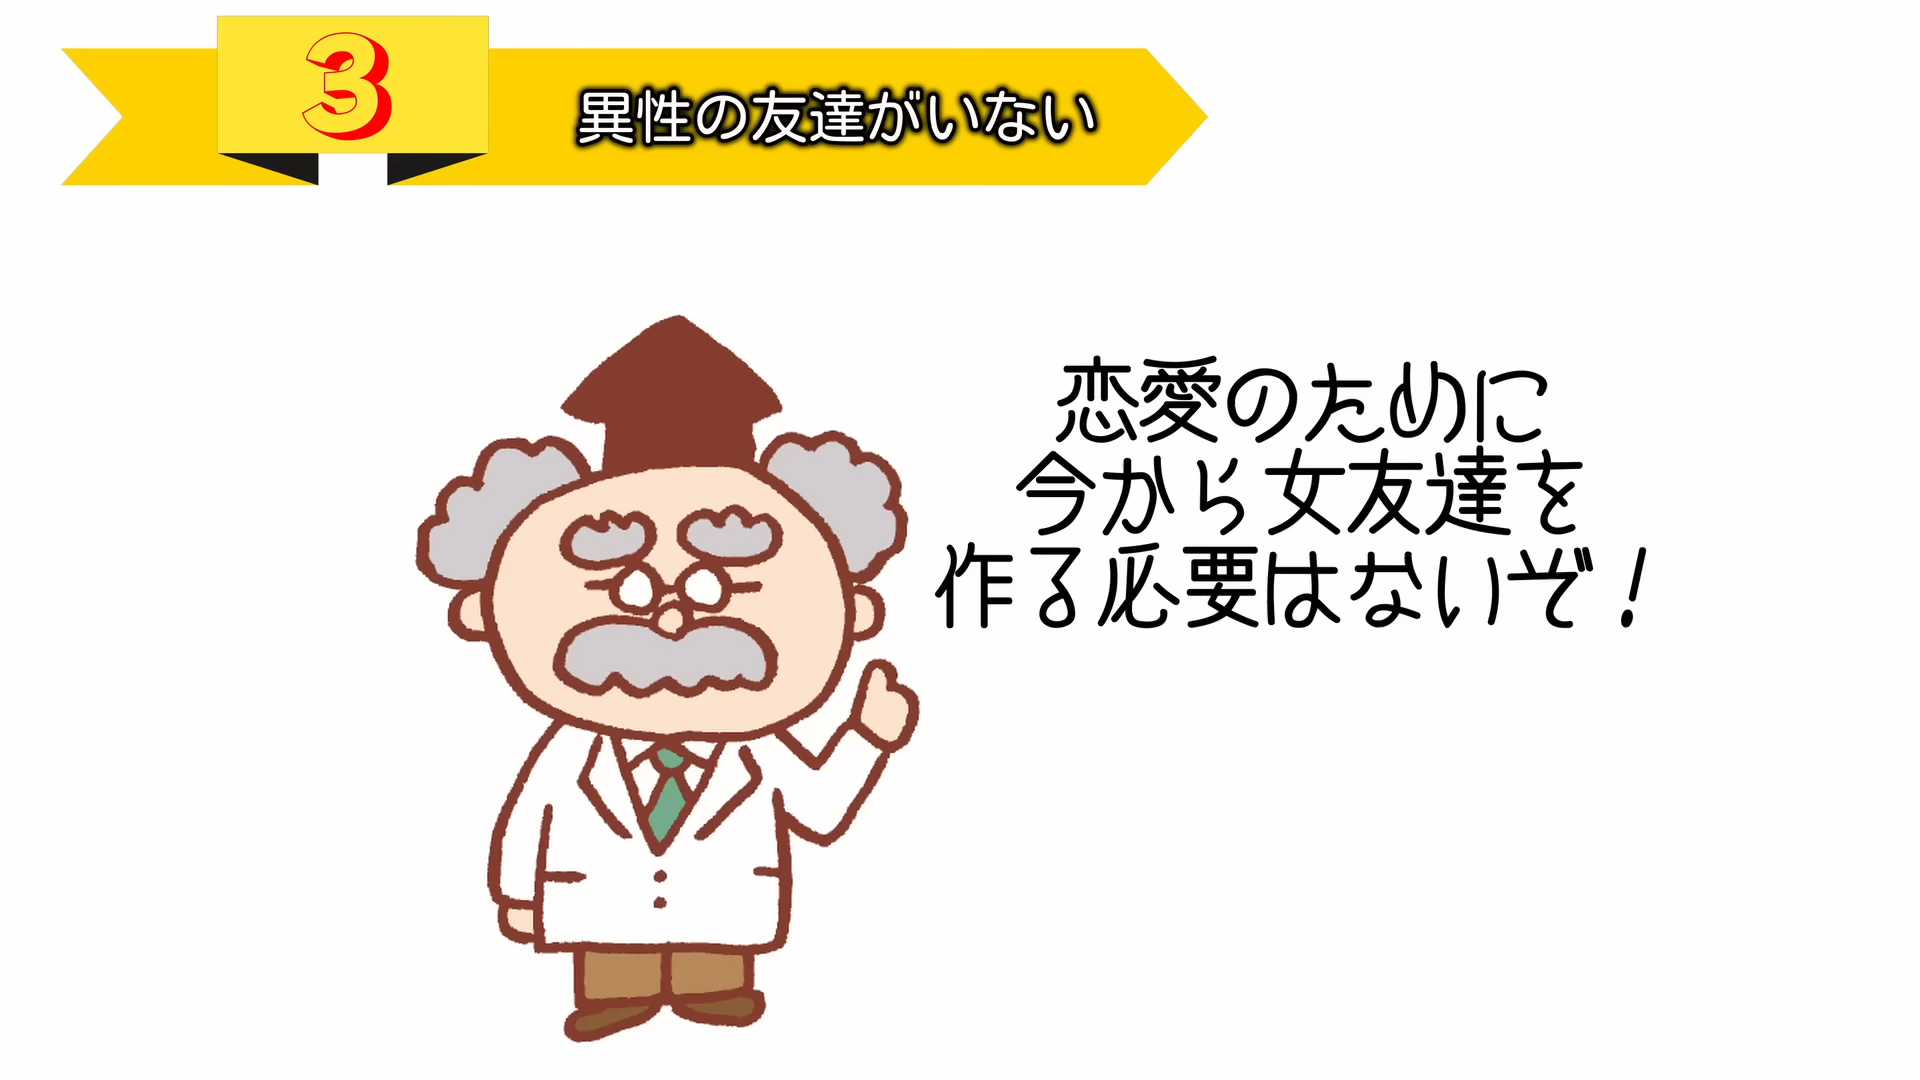 3
異性の友達がいない
恋愛のために
今から女友達を
作る必要はないぞ！